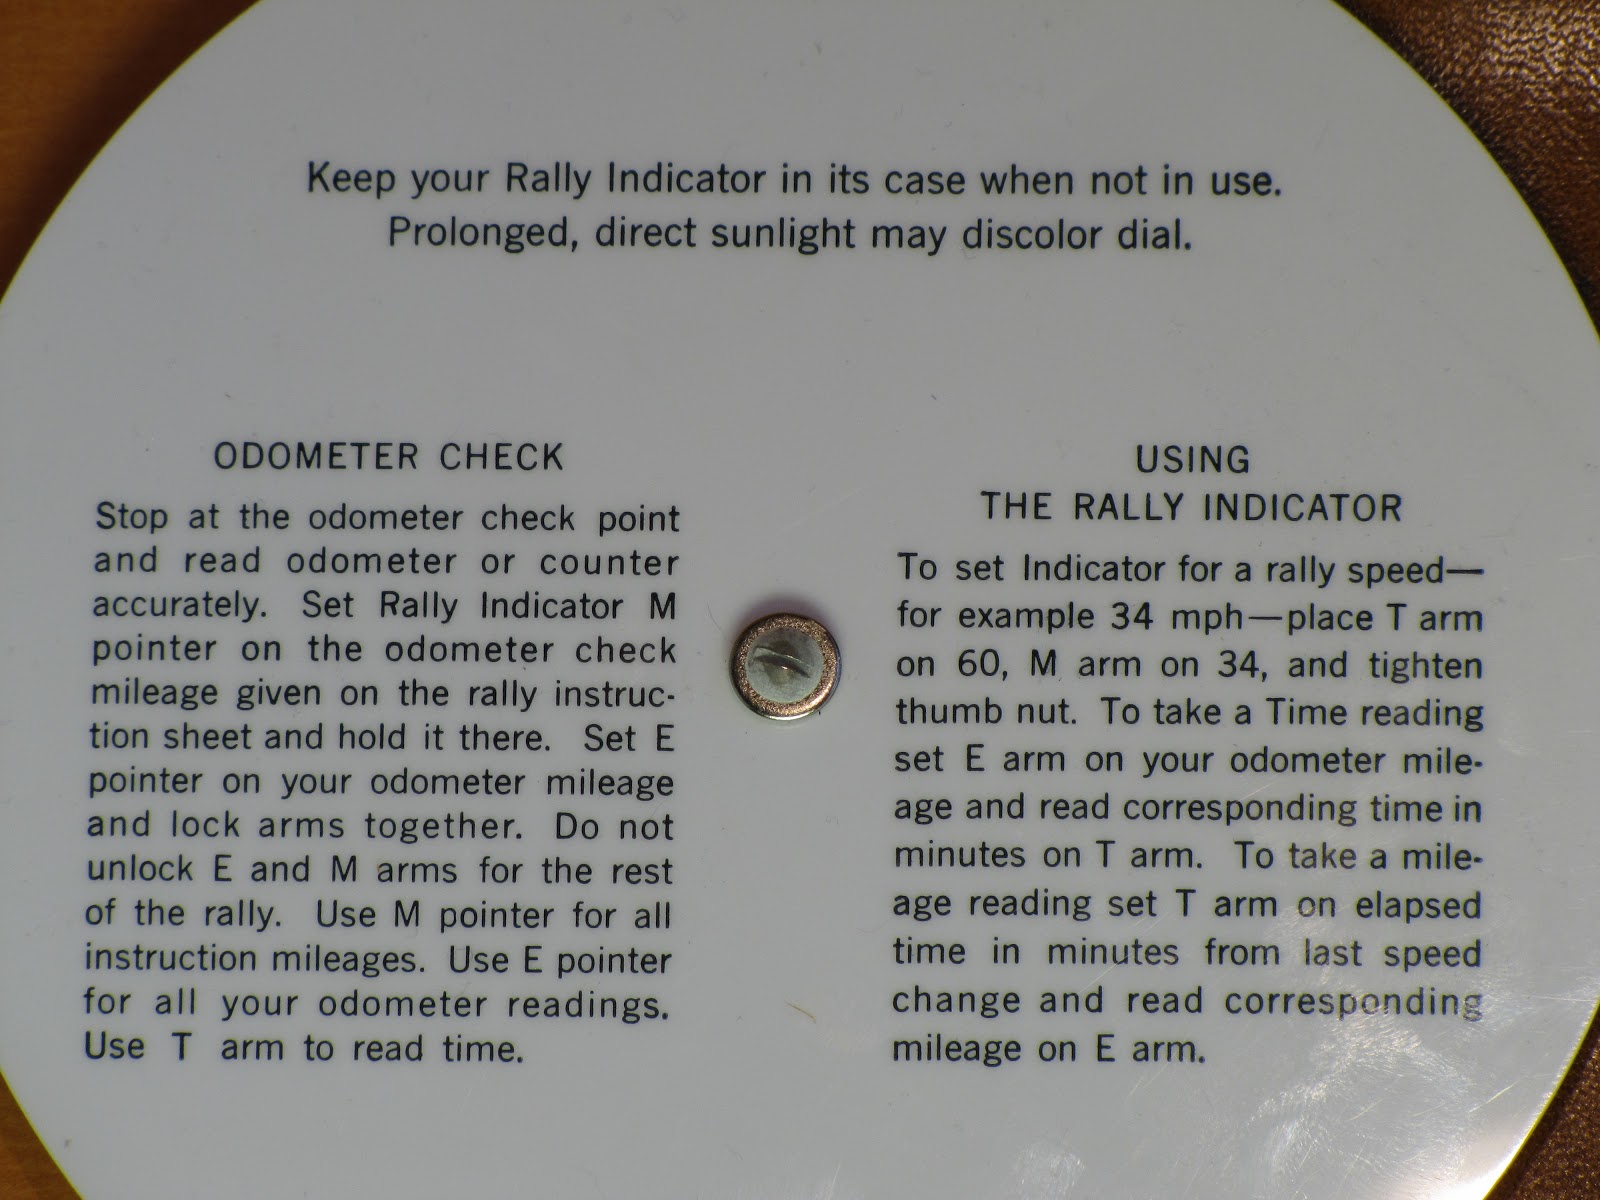 Keep your Rally Indicator in its case when not in use.
Prolonged, direct sunlight may discolor dial.
ODOMETER CHECK
Stop at the odometer check point
and read odometer or counter
accurately. Set Rally Indicator M
pointer on the odometer check
mileage given on the rally instruc-
tion sheet and hold it there. Set E
pointer on your odometer mileage
and lock arms together. Do not
unlock E and M arms for the rest
of the rally. Use M pointer for all
instruction mileages. Use E pointer
for all your odometer readings.
Use T arm to read time.
USING
THE RALLY INDICATOR
To set Indicator for a rally speed—
for example 34 mph—place T arm
on 60, M arm on 34, and tighten
thumb nut. To take a Time reading
set E arm on your odometer mile-
age and read corresponding time in
minutes on T arm. To take a mile-
age reading set T arm on elapsed
time in minutes from last speed
change and read corresponding
mileage on E arm.